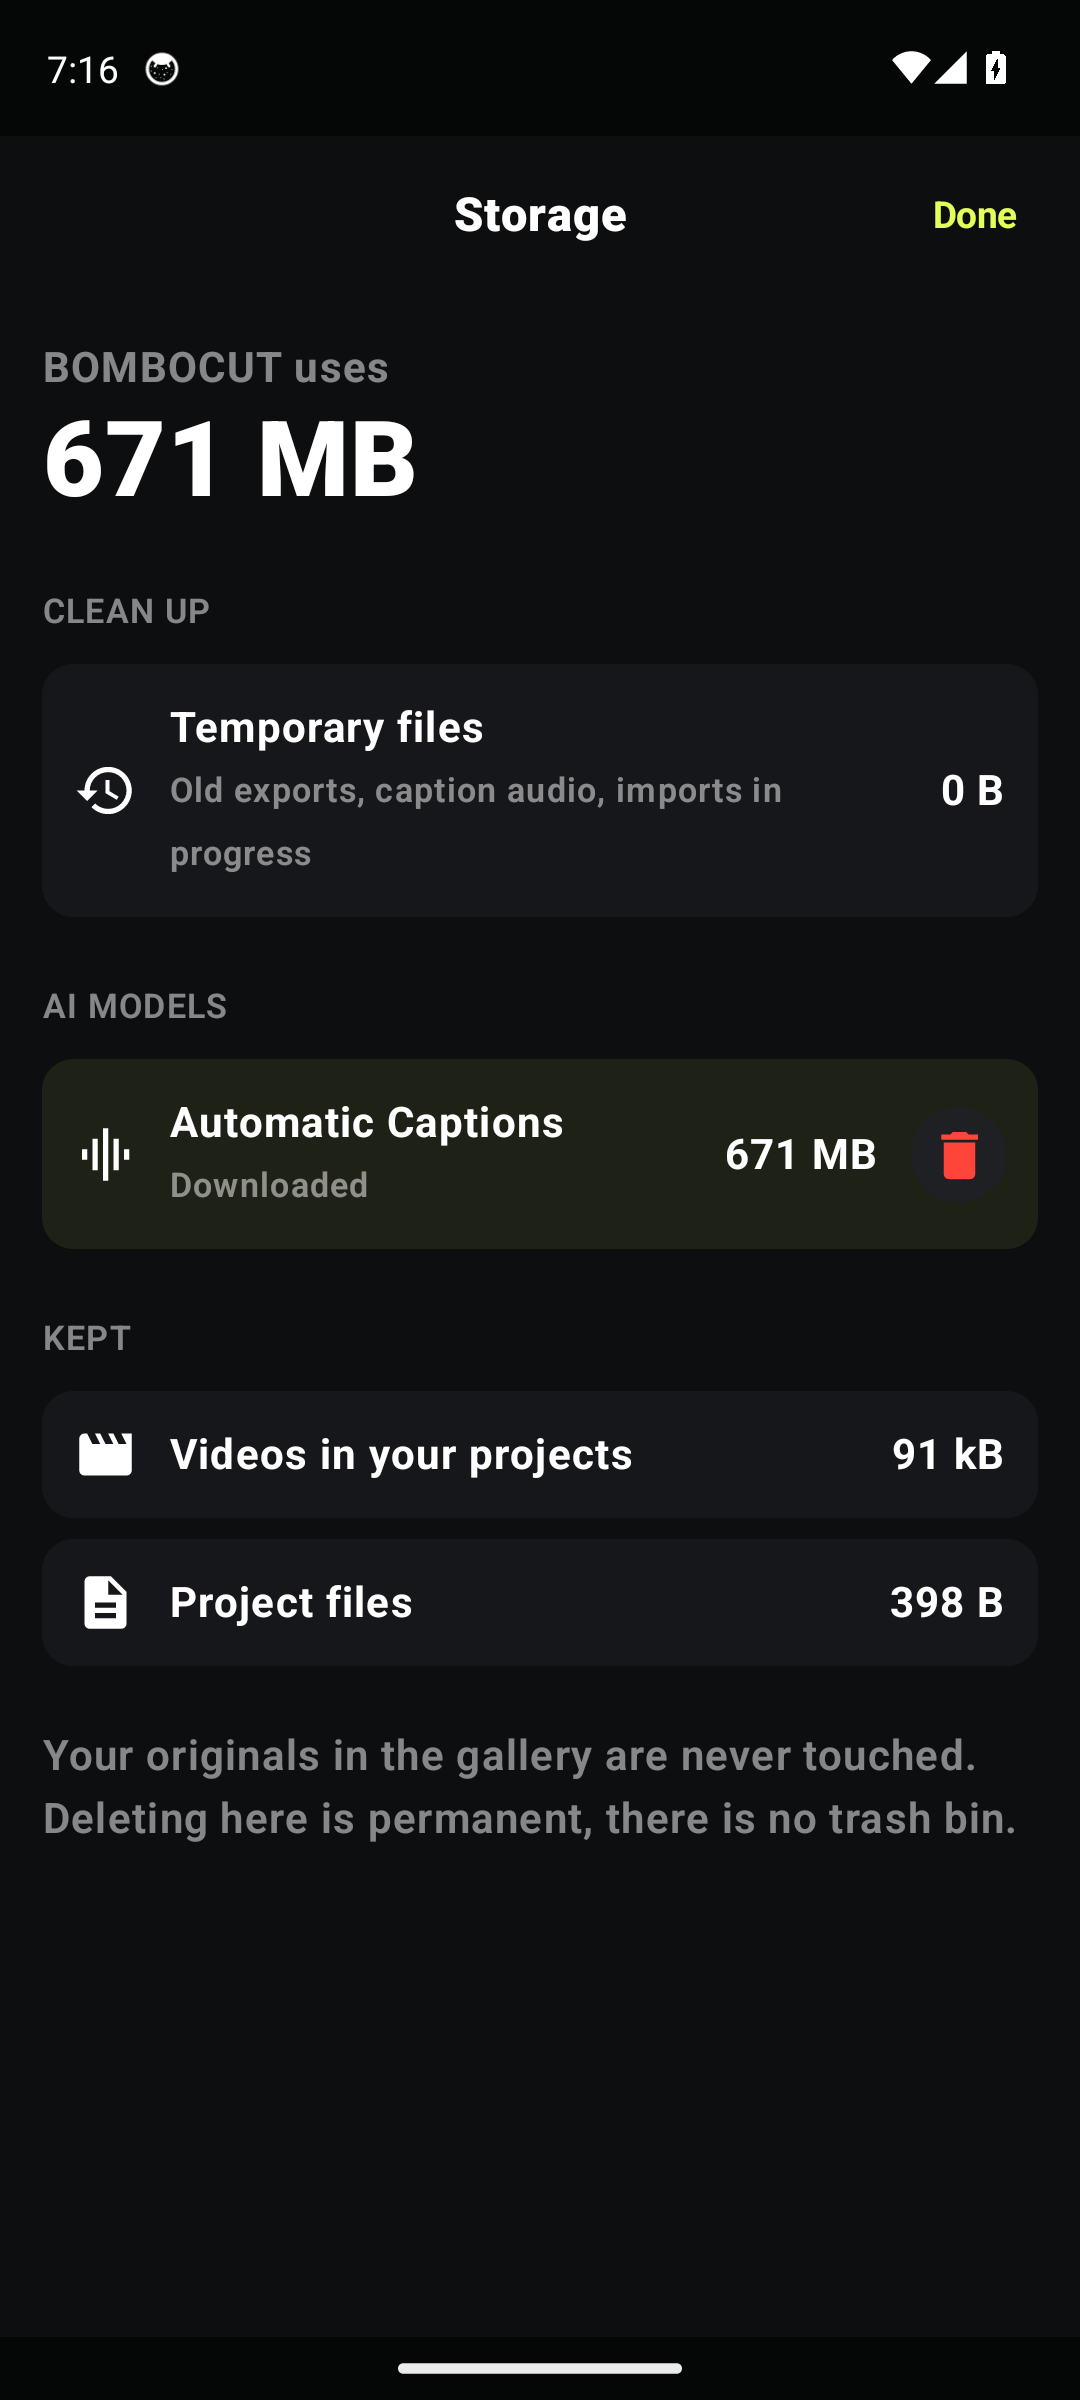 7:16
Storage
Done
BOMBOCUT uses
671 MB
CLEAN UP
Temporary files
Old exports, caption audio, imports in
progress
0 B
AI MODELS
Automatic Captions
Downloaded
671 MB
KEPT
Videos in your projects
91 kB
Project files
398 B
Your originals in the gallery are never touched.
Deleting here is permanent, there is no trash bin.